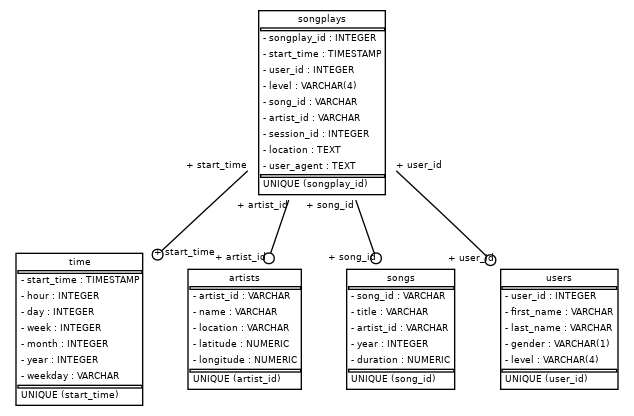 songplays
- songplay_id : INTEGER
- start_time : TIMESTAMP
- user_id : INTEGER
- level : VARCHAR(4)
- song_id : VARCHAR
- artist_id : VARCHAR
- session_id : INTEGER
- location : TEXT
- user_agent : TEXT
UNIQUE (songplay_id)
+ start_time
+ user_id
+ artist_id
+ song_id
+ start_time
+ artist_id
+ song_id
+ user_id
time
- start_time : TIMESTAMP
- hour : INTEGER
- day : INTEGER
- week : INTEGER
- month : INTEGER
- year : INTEGER
- weekday : VARCHAR
UNIQUE (start_time)
artists
- artist_id : VARCHAR
- name : VARCHAR
- location : VARCHAR
- latitude : NUMERIC
- longitude : NUMERIC
UNIQUE (artist_id)
songs
- song_id : VARCHAR
- title : VARCHAR
- artist_id : VARCHAR
- year : INTEGER
- duration : NUMERIC
UNIQUE (song_id)
users
- user_id : INTEGER
- first_name : VARCHAR
- last_name : VARCHAR
- gender : VARCHAR(1)
- level : VARCHAR(4)
UNIQUE (user_id)